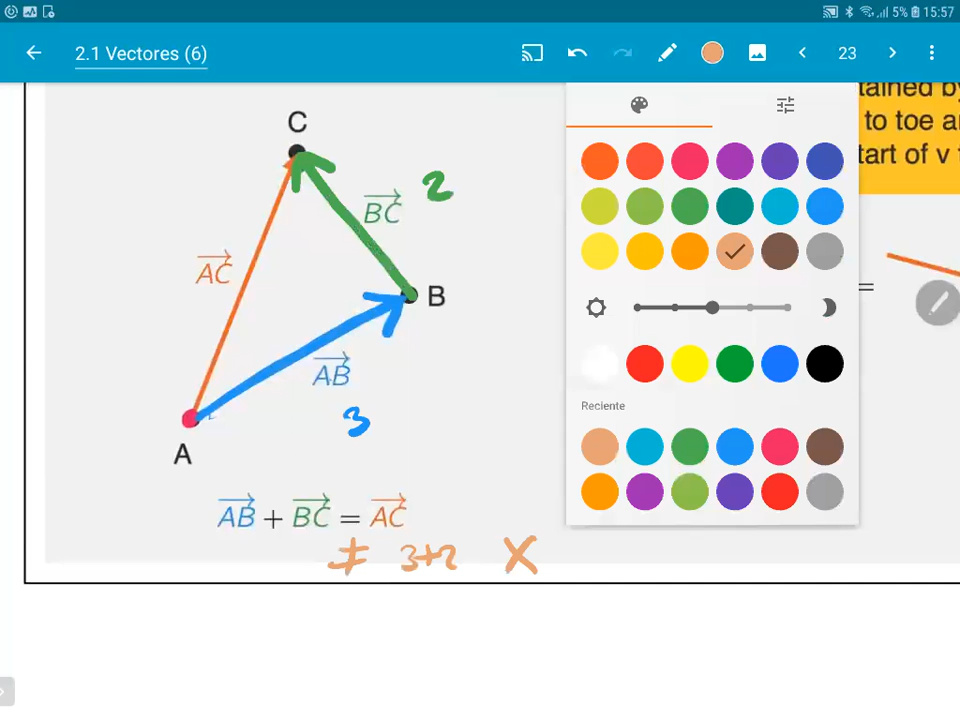 5% 15:57
2.1 Vectores (6)
23
tained by
to toe a
tart of v
C
2
BC
AC
B
=
AB
3
A
Reciente
AB + BC = AC
≠ 3+2 X